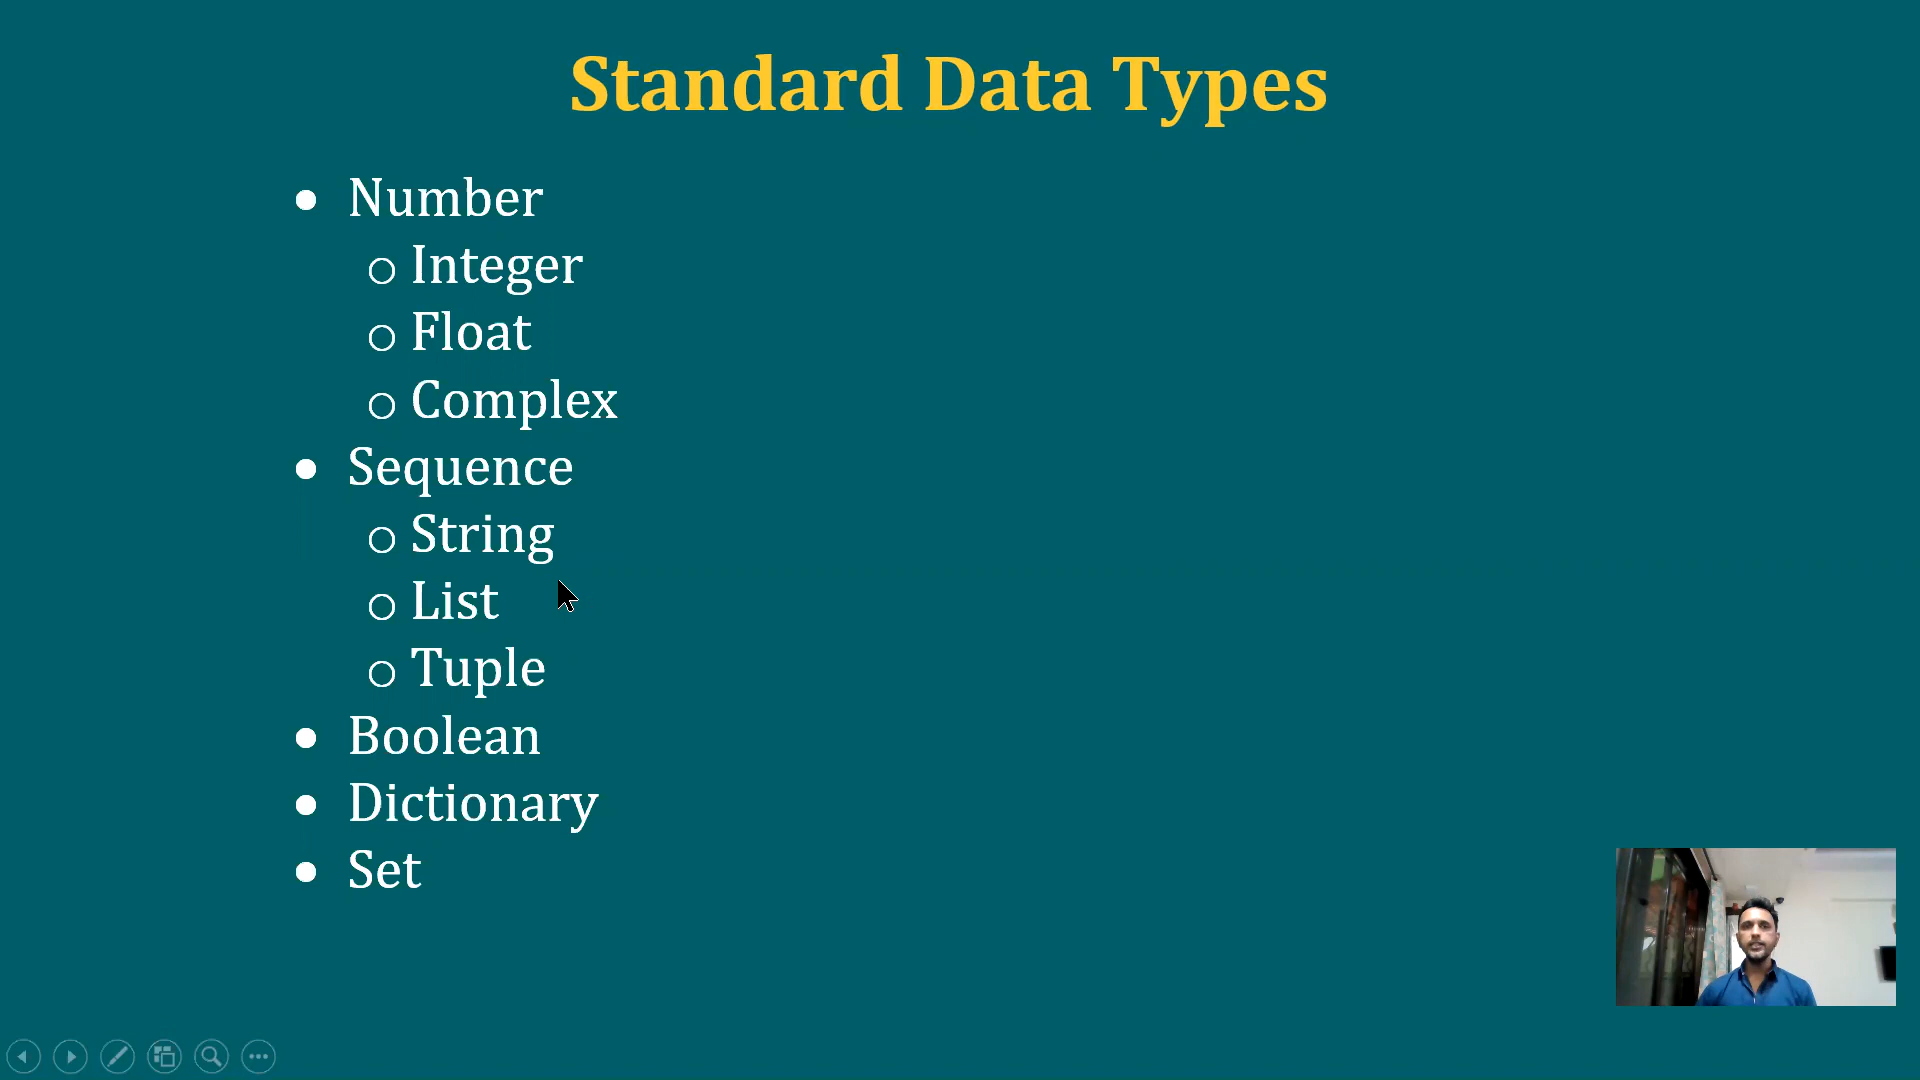 Standard Data Types
● Number
○ Integer
○ Float
○ Complex
● Sequence
○ String
○ List
○ Tuple
● Boolean
● Dictionary
● Set